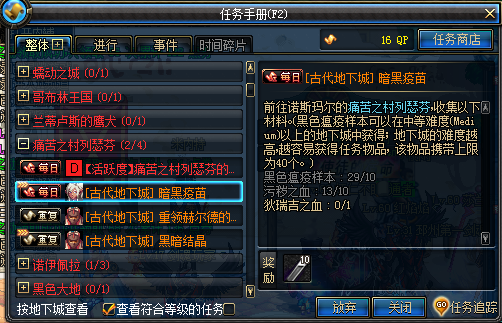 任务手册(F2)
整体
进行
事件
时间碎片
16 QP
任务商店
蠕动之城 (0/1)
哥布林王国 (0/1)
兰蒂卢斯的鹰犬 (0/1)
痛苦之村列瑟芬 (2/4)
每日 D 【活跃度】痛苦之村列瑟芬的..
每日 [古代地下城] 暗黑疫苗
重复 [古代地下城] 重领赫尔德的..
重复 [古代地下城] 黑暗结晶
诺伊佩拉 (1/3)
黑色大地 (0/1)
按地下城查看
查看符合等级的任务
每日 [古代地下城] 暗黑疫苗
前往诺斯玛尔的痛苦之村列瑟芬,收集以下
材料。(黑色瘟疫样本可以在中等难度(Med
ium)以上的地下城中获得; 地下城的难度越
高,越容易获得任务物品, 该物品携带上限
为40个。)
黑色瘟疫样本 : 29/10
污秽之血 : 13/10
狄瑞吉之血 : 0/1
奖励
10
放弃
关闭
GO 任务追踪